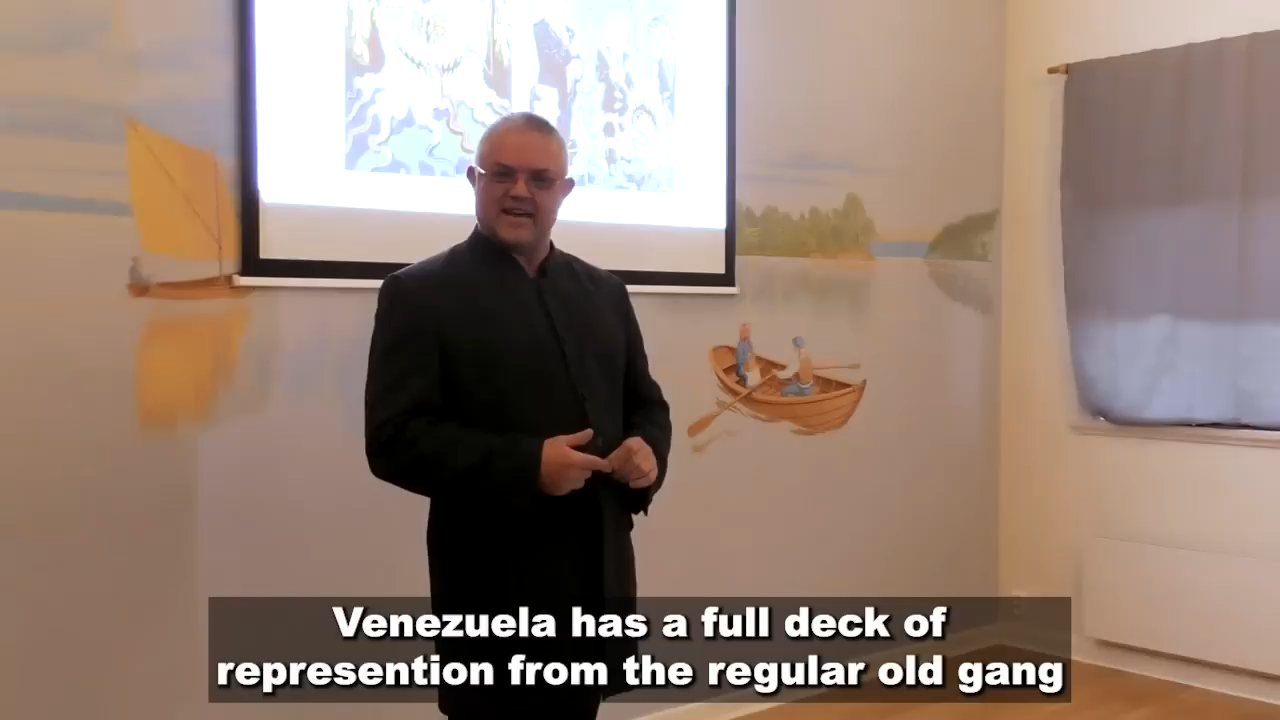 Venezuela has a full deck of
represention from the regular old gang